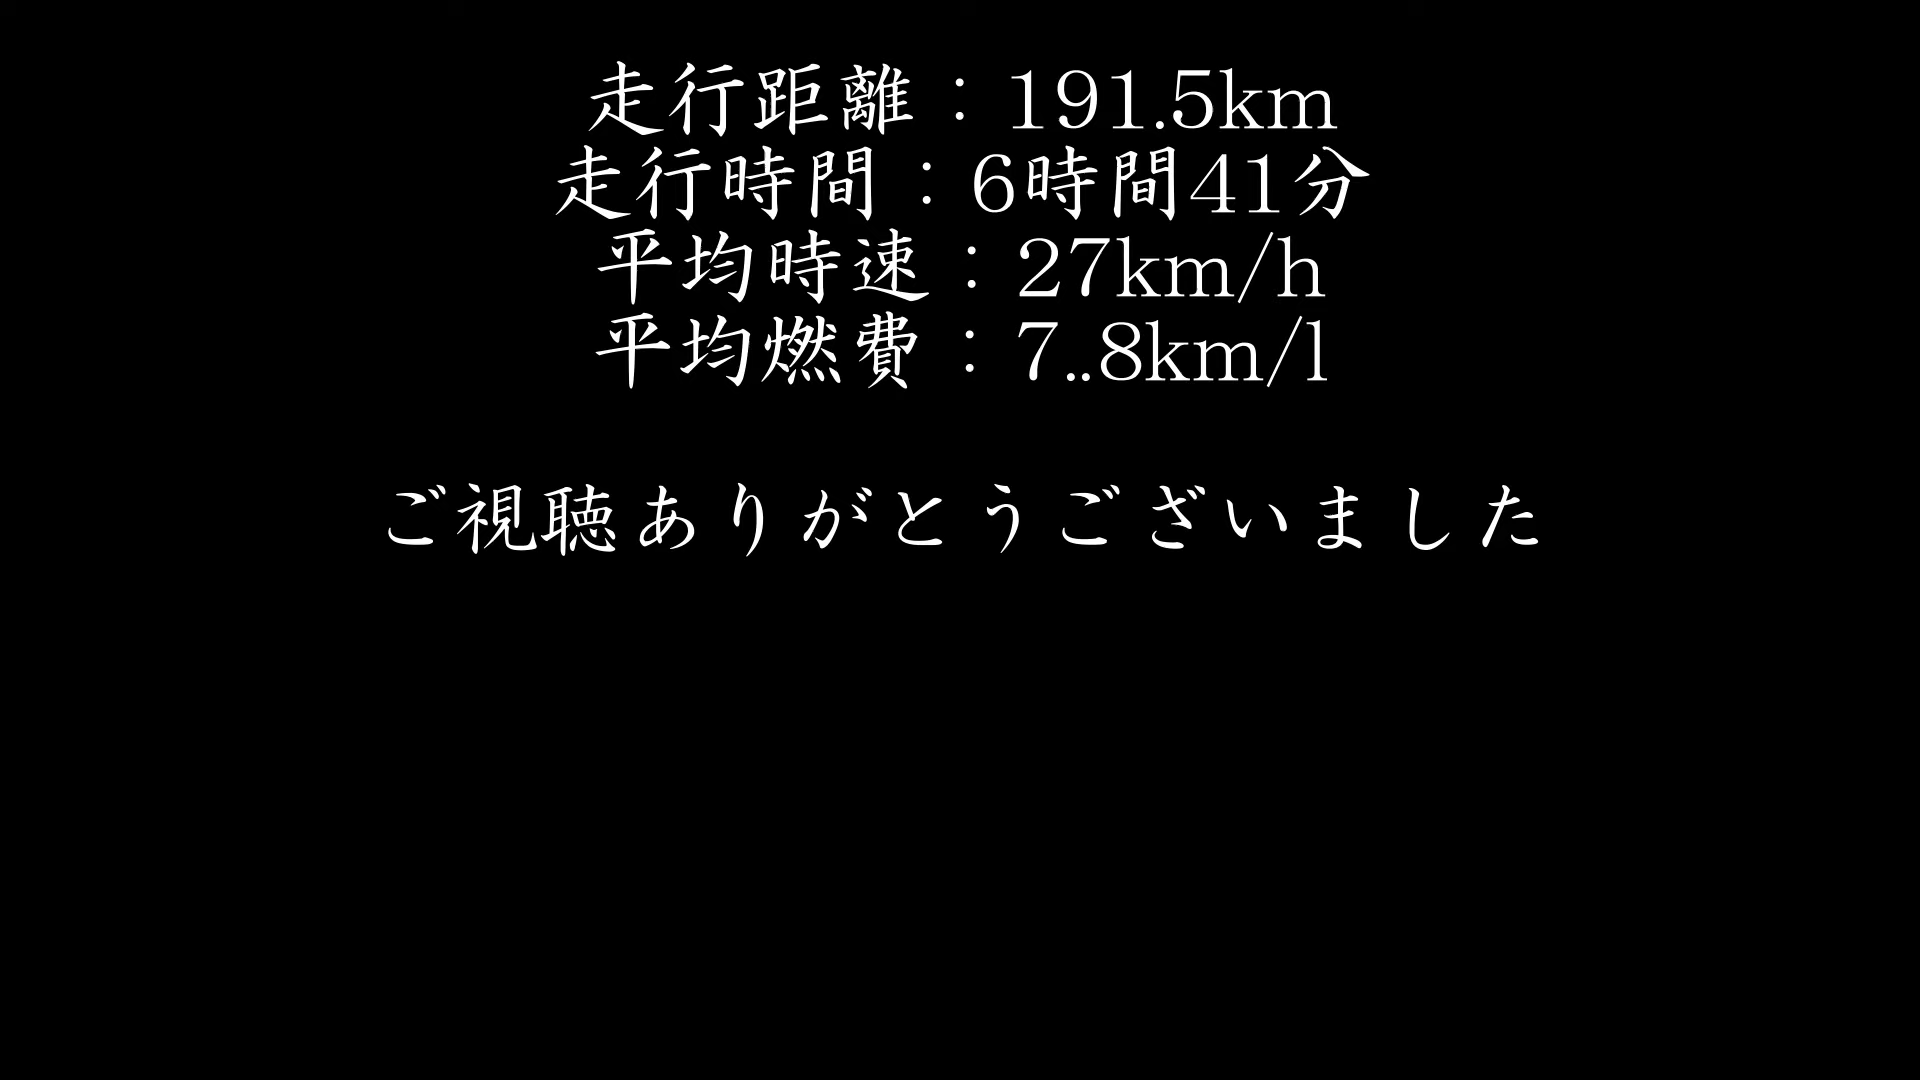 走行距離：191.5km
走行時間：6時間41分
平均時速：27km/h
平均燃費：7..8km/l
ご視聴ありがとうございました